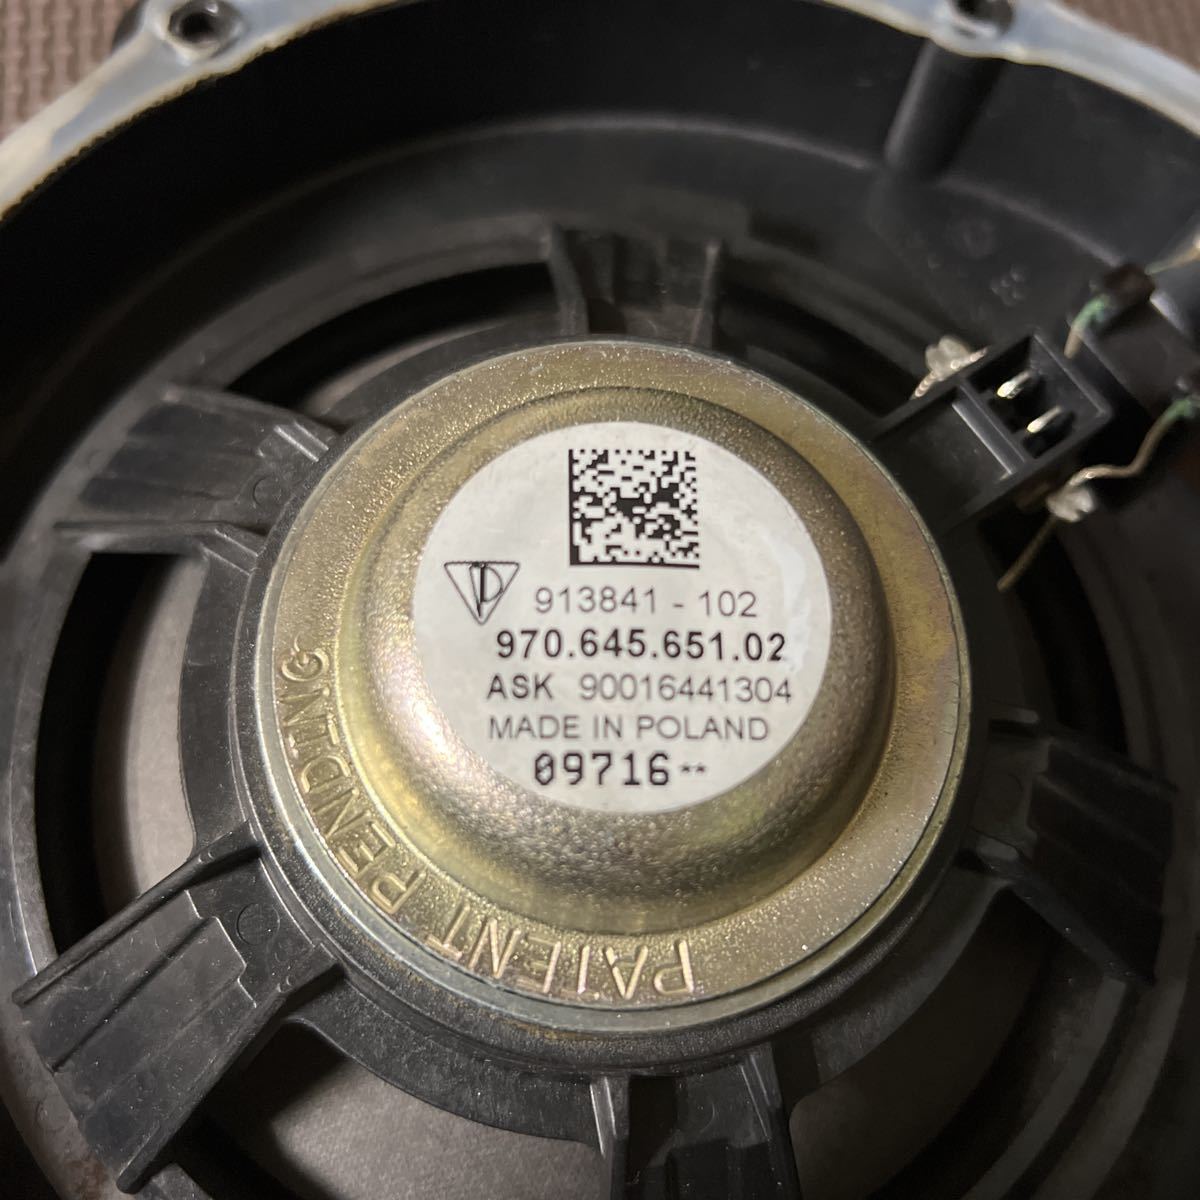 913841 - 102
970.645.651.02
ASK 90016441304
MADE IN POLAND
09716**
PATENT PENDING